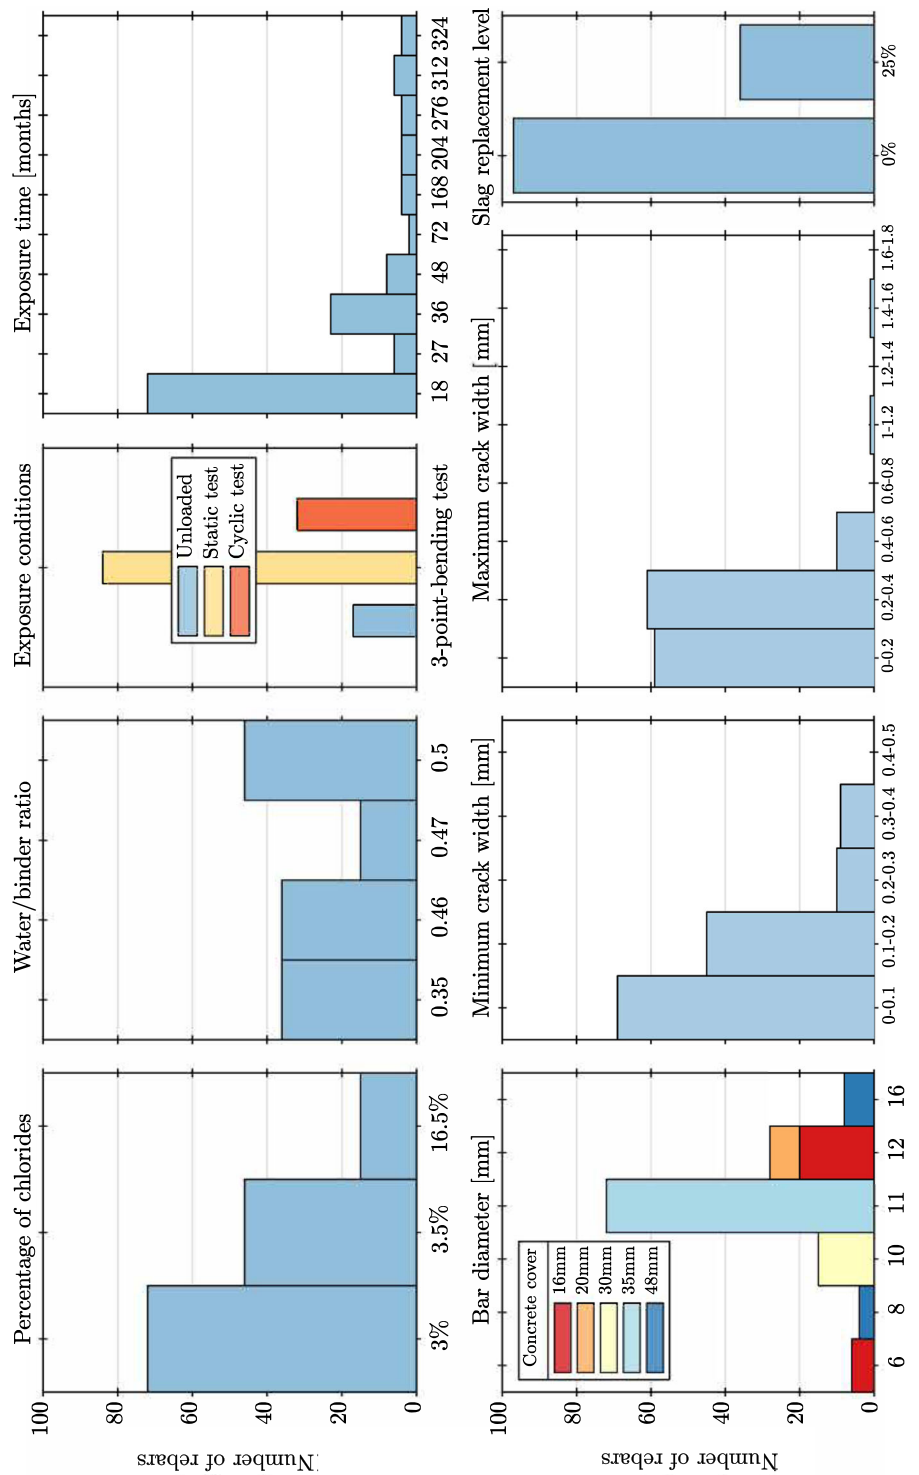 Percentage of chlorides
Number of rebars
100
80
60
40
20
0
3%
3.5%
16.5%
Water/binder ratio
0.35
0.46
0.47
0.5
Exposure conditions
Unloaded
Static test
Cyclic test
3-point-bending test
Exposure time [months]
18
27
36
48
72
168
204
276
312
324
Bar diameter [mm]
Number of rebars
100
80
60
40
20
0
Concrete cover
16mm
20mm
30mm
35mm
48mm
6
8
10
11
12
16
Minimum crack width [mm]
0-0.1
0.1-0.2
0.2-0.3
0.3-0.4
0.4-0.5
Maximum crack width [mm]
0-0.2
0.2-0.4
0.4-0.6
0.6-0.8
1-1.2
1.2-1.4
1.4-1.6
1.6-1.8
Slag replacement level
0%
25%